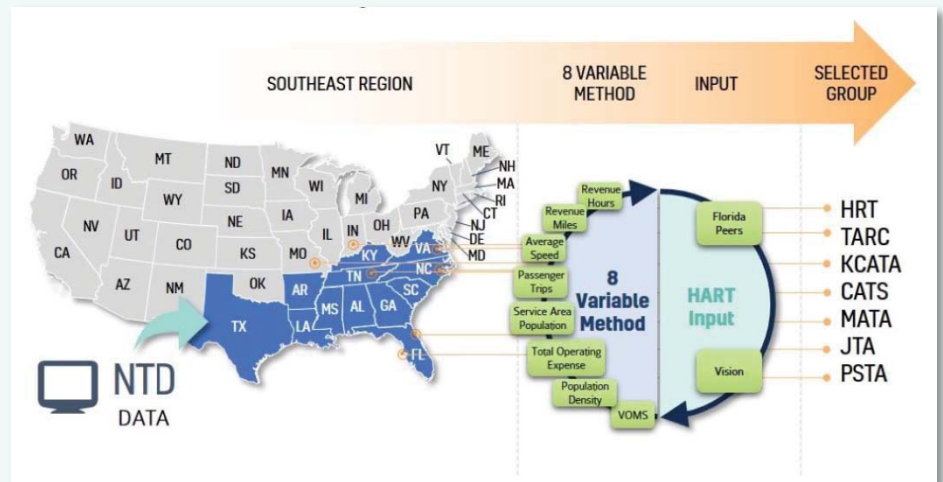 SOUTHEAST REGION
8 VARIABLE
METHOD
INPUT
SELECTED
GROUP
WA
OR
CA
NV
ID
MT
WY
UT
AZ
CO
NM
ND
SD
NE
KS
OK
TX
MN
IA
MO
AR
LA
WI
IL
MI
IN
OH
KY
TN
MS
AL
GA
FL
SC
NC
VA
WV
PA
NY
VT
ME
NH
MA
RI
CT
NJ
DE
MD
NTD
DATA
Revenue
Hours
Revenue
Miles
Average
Speed
Passenger
Trips
Service Area
Population
Total Operating
Expense
Population
Density
VOMS
8
Variable
Method
HART
Input
Florida
Peers
Vision
HRT
TARC
KCATA
CATS
MATA
JTA
PSTA